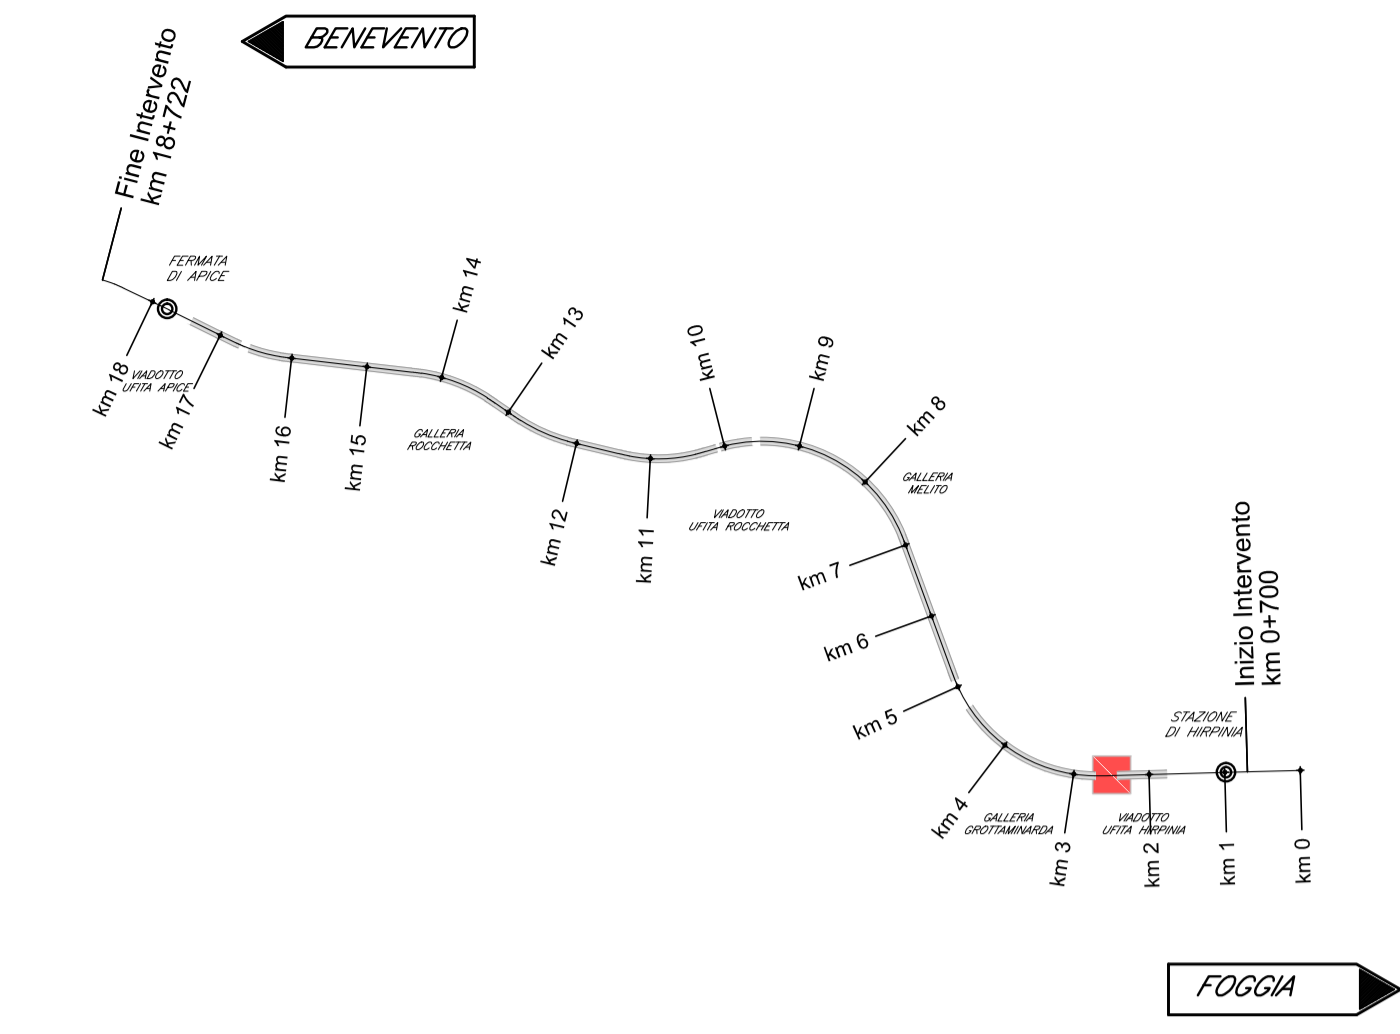 BENEVENTO
Fine Intervento
km 18+722
FERMATA
DI APICE
km 18
VIADOTTO
UFITA APICE
km 17
km 16
km 15
km 14
GALLERIA
ROCCHETTA
km 13
km 12
km 11
km 10
VIADOTTO
UFITA ROCCHETTA
km 9
km 8
GALLERIA
MELITO
km 7
km 6
km 5
km 4
GALLERIA
GROTTAMINARDA
km 3
VIADOTTO
UFITA HIRPINIA
km 2
STAZIONE
DI HIRPINIA
Inizio Intervento
km 0+700
km 1
km 0
FOGGIA